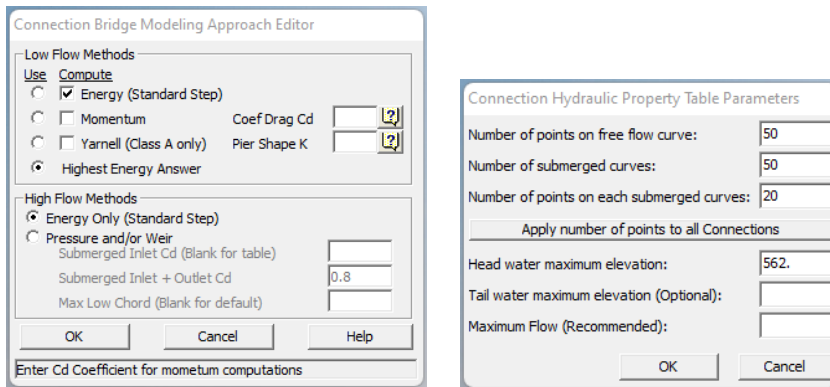 Connection Bridge Modeling Approach Editor
Low Flow Methods
Use Compute
Energy (Standard Step)
Momentum Coef Drag Cd
Yarnell (Class A only) Pier Shape K
Highest Energy Answer
High Flow Methods
Energy Only (Standard Step)
Pressure and/or Weir
Submerged Inlet Cd (Blank for table)
Submerged Inlet + Outlet Cd 0.8
Max Low Chord (Blank for default)
OK Cancel Help
Enter Cd Coefficient for mometum computations
Connection Hydraulic Property Table Parameters
Number of points on free flow curve: 50
Number of submerged curves: 50
Number of points on each submerged curves: 20
Apply number of points to all Connections
Head water maximum elevation: 562.
Tail water maximum elevation (Optional):
Maximum Flow (Recommended):
OK Cancel